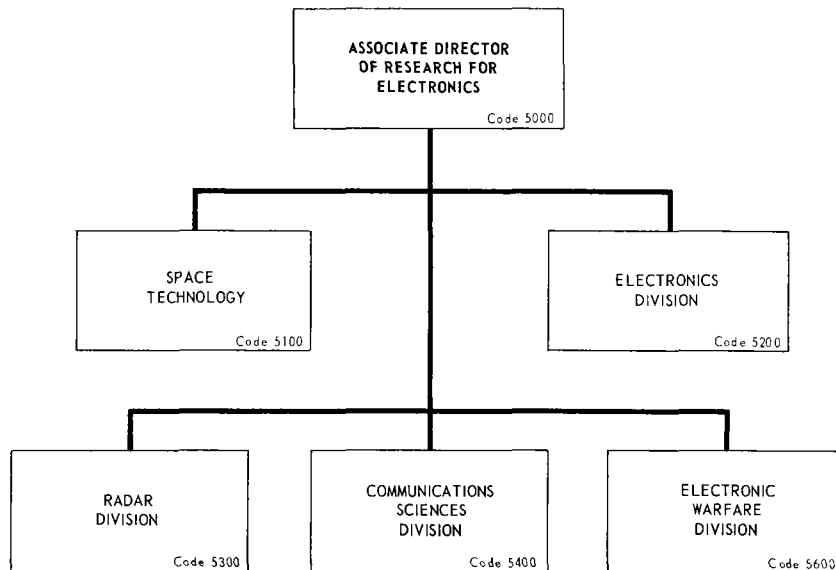 ASSOCIATE DIRECTOR
OF RESEARCH FOR
ELECTRONICS
Code 5000
SPACE
TECHNOLOGY
Code 5100
ELECTRONICS
DIVISION
Code 5200
RADAR
DIVISION
Code 5300
COMMUNICATIONS
SCIENCES
DIVISION
Code 5400
ELECTRONIC
WARFARE
DIVISION
Code 5600